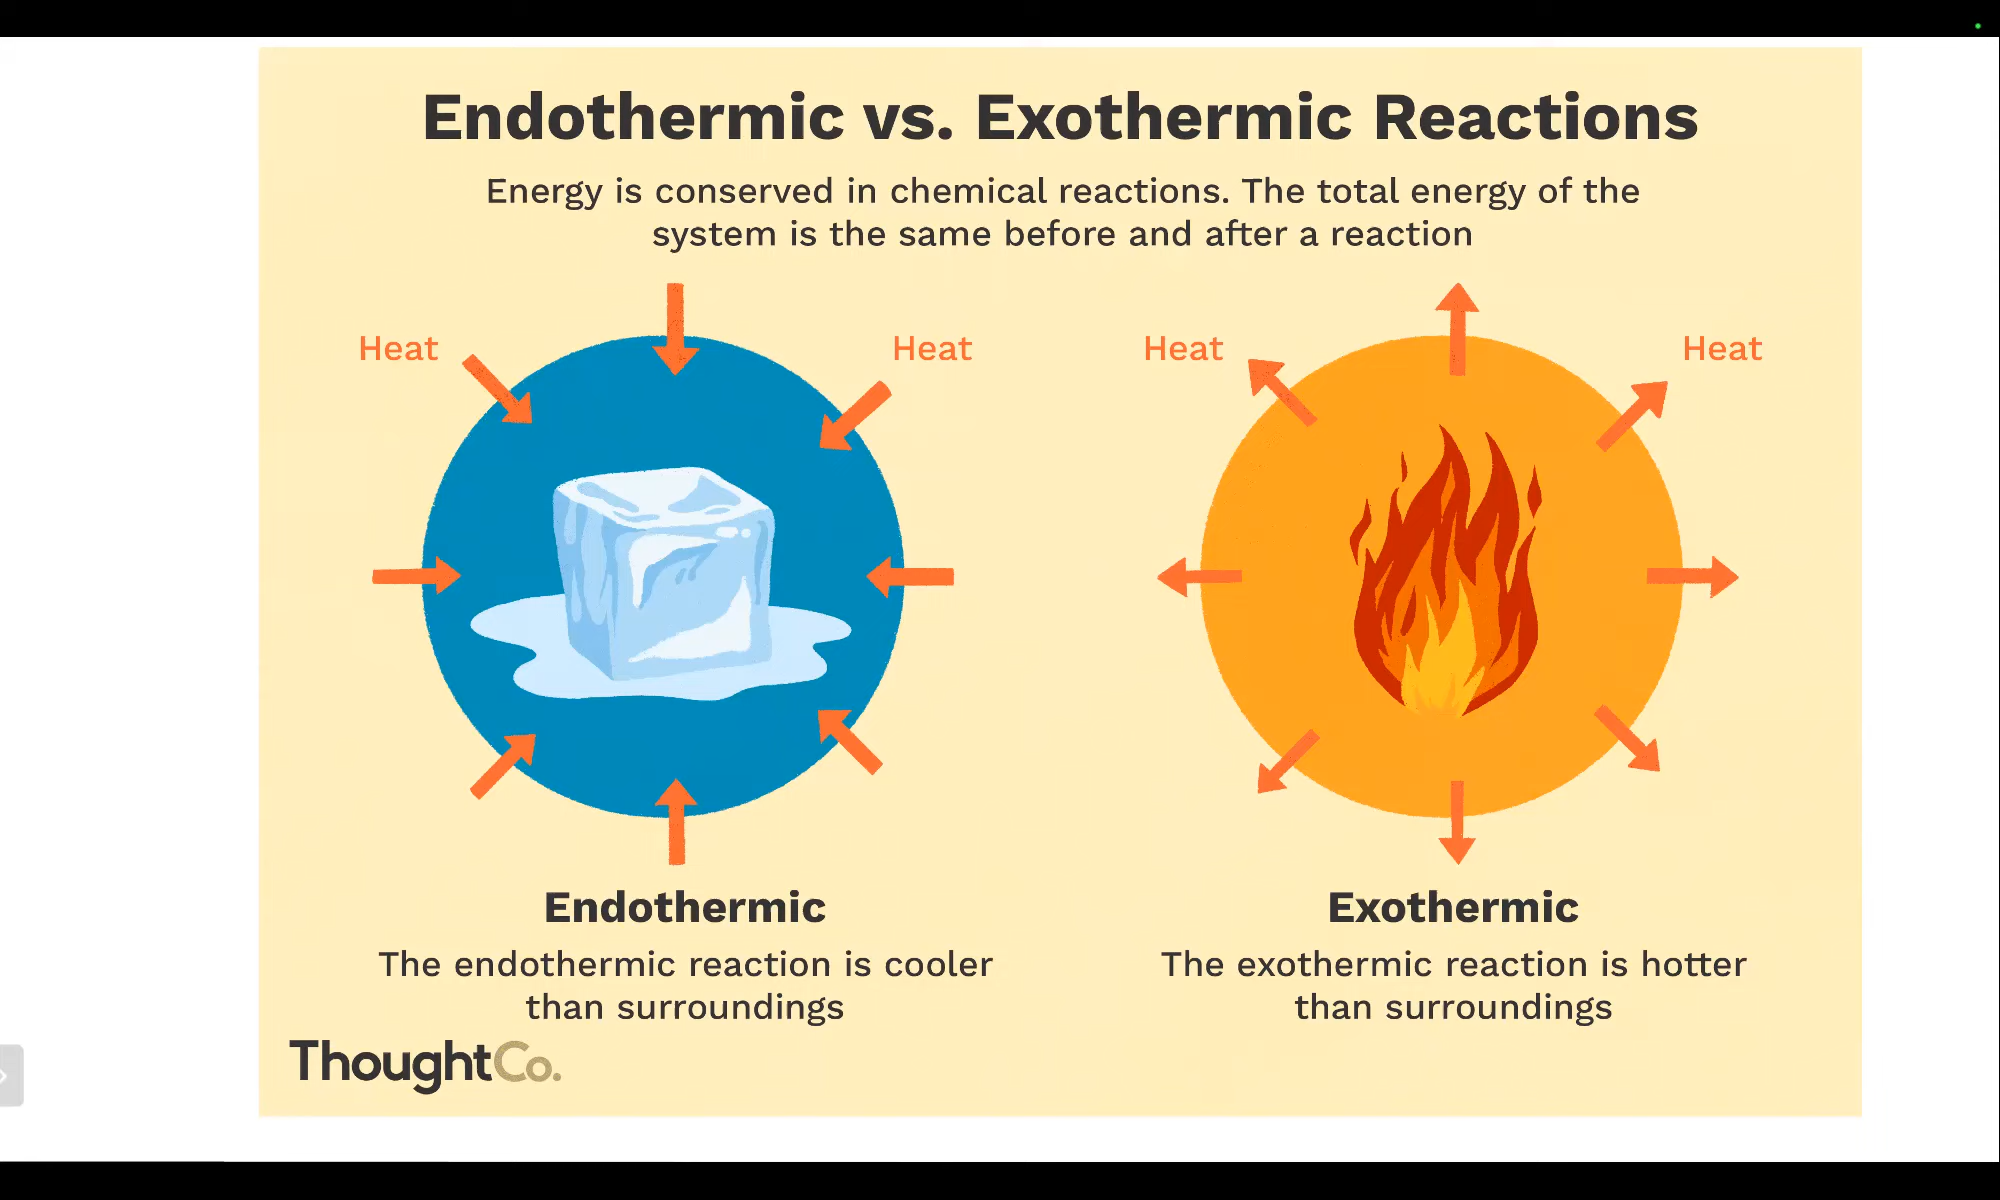 Endothermic vs. Exothermic Reactions
Energy is conserved in chemical reactions. The total energy of the
system is the same before and after a reaction
Heat
Heat
Heat
Heat
Endothermic
The endothermic reaction is cooler
than surroundings
Exothermic
The exothermic reaction is hotter
than surroundings
ThoughtCo.